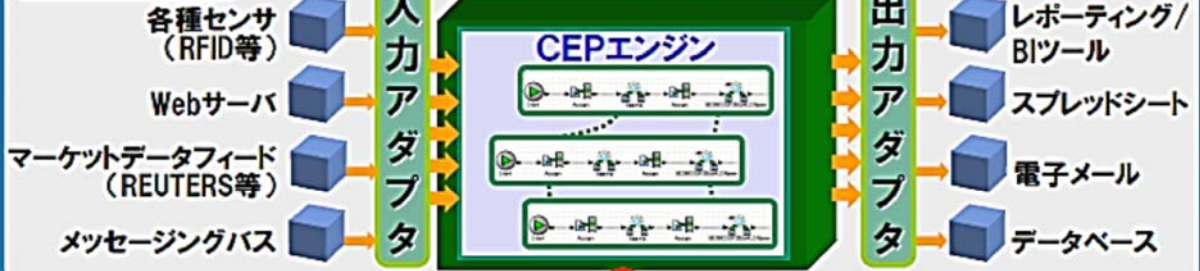 各種センサ
（RFID等）
Webサーバ
マーケットデータフィード
（REUTERS等）
メッセージングバス
入力アダプタ
CEPエンジン
出力アダプタ
レポーティング/
BIツール
スプレッドシート
電子メール
データベース